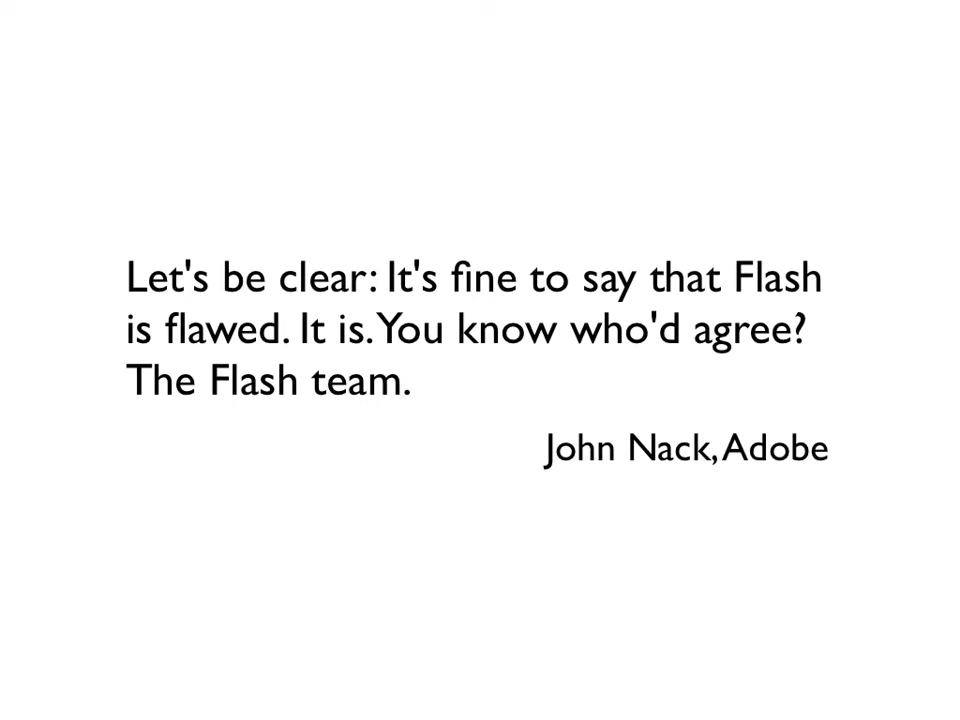 Let's be clear: It's fine to say that Flash
is flawed. It is. You know who'd agree?
The Flash team.
John Nack, Adobe